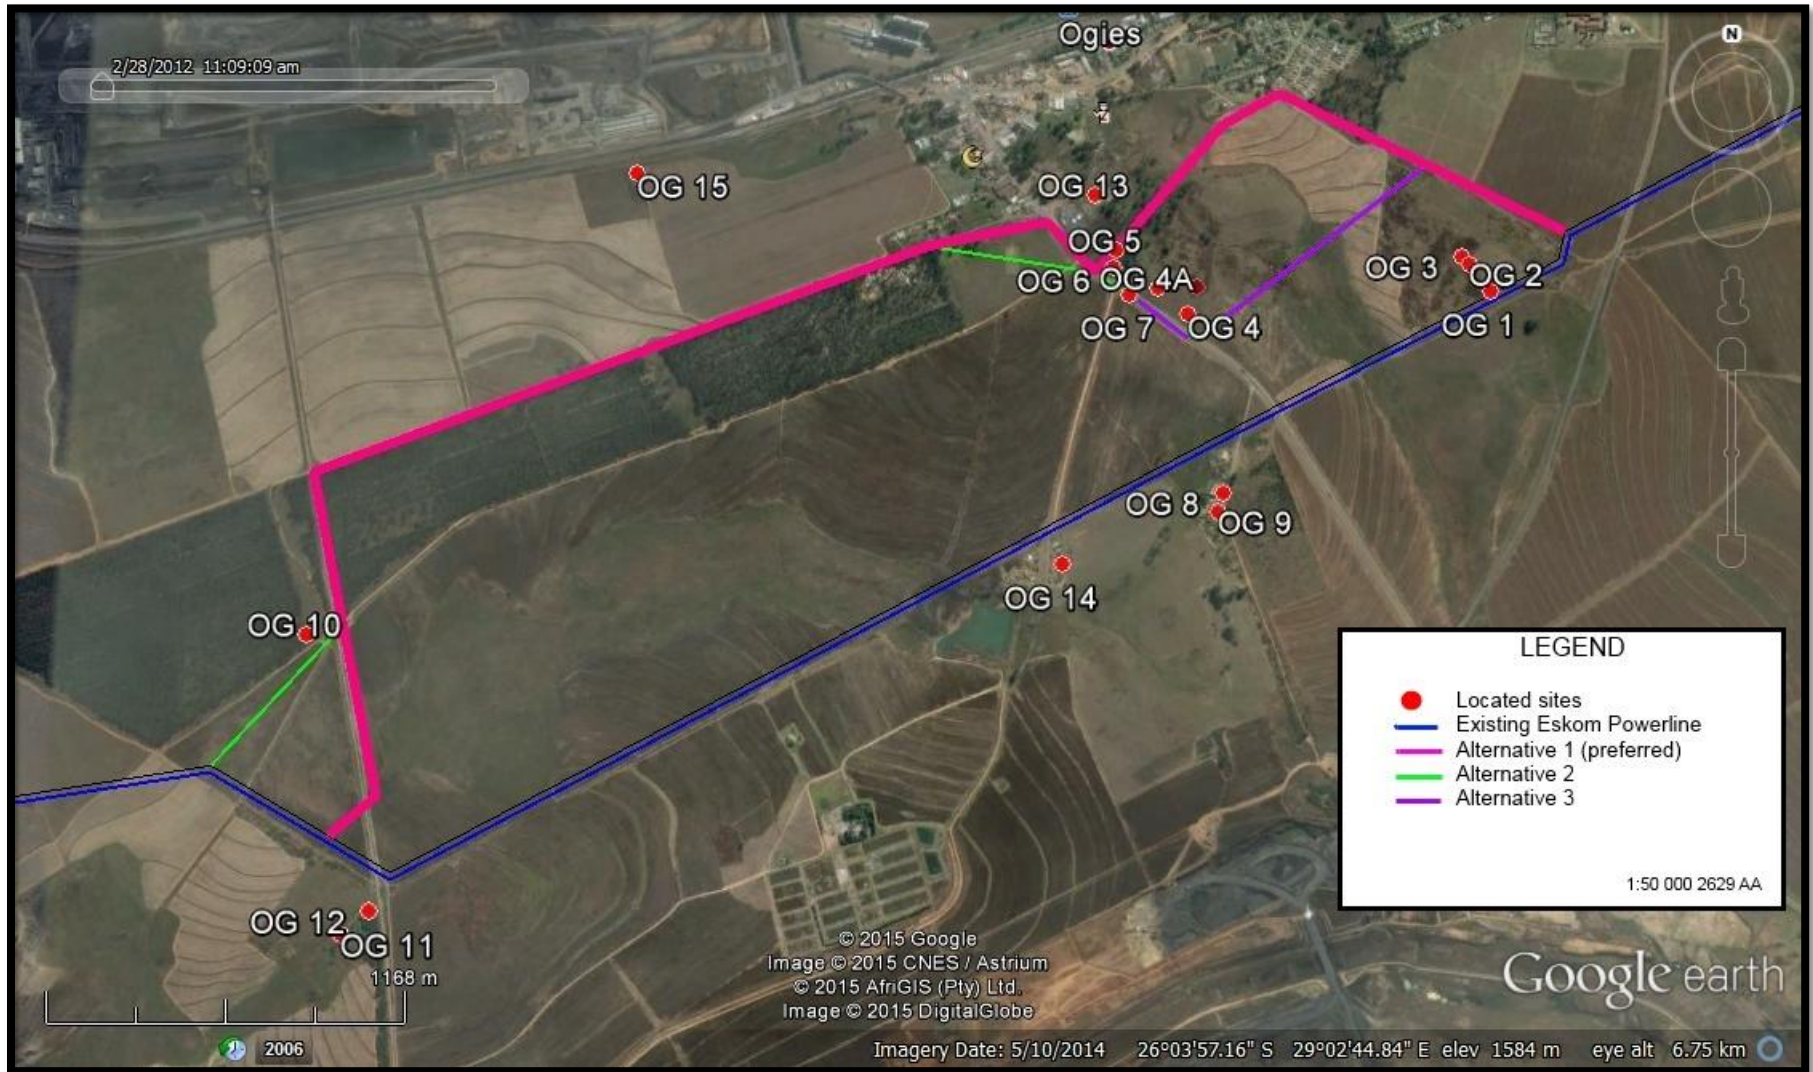 Ogies
2/28/2012 11:09:09 am
N
OG 15
OG 13
OG 5
OG 6
OG 4A
OG 3
OG 2
OG 7
OG 4
OG 1
OG 8
OG 9
OG 14
OG 10
LEGEND
Located sites
Existing Eskom Powerline
Alternative 1 (preferred)
Alternative 2
Alternative 3
1:50 000 2629 AA
OG 12
OG 11
1168 m
© 2015 Google
Image © 2015 CNES / Astrium
© 2015 AfriGIS (Pty) Ltd.
Image © 2015 DigitalGlobe
Google earth
2006
Imagery Date: 5/10/2014 26°03'57.16" S 29°02'44.84" E elev 1584 m eye alt 6.75 km